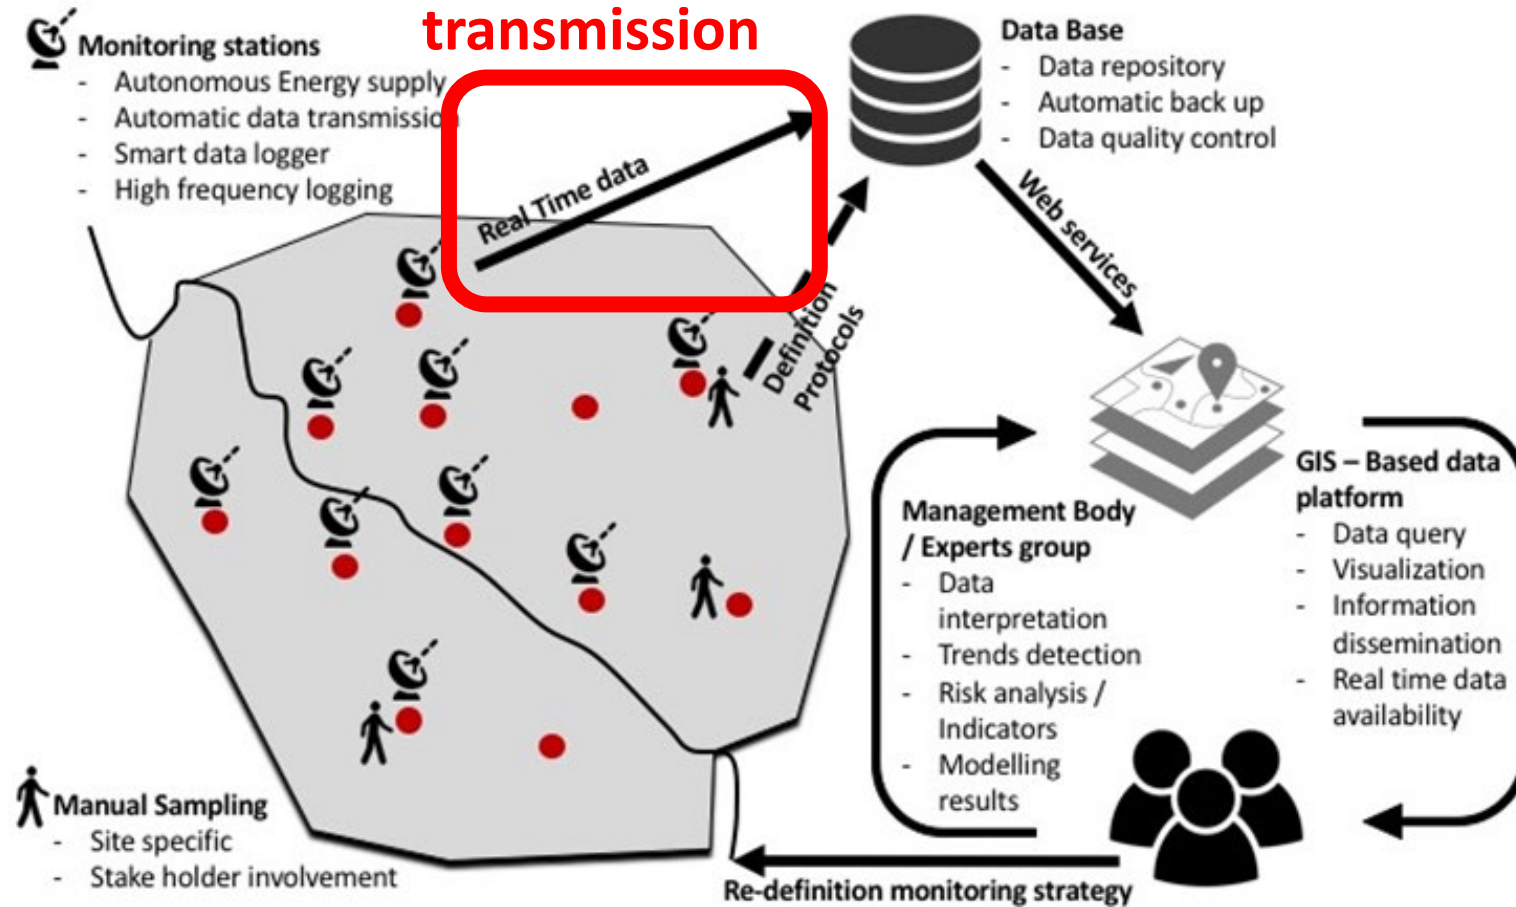 transmission
Monitoring stations
- Autonomous Energy supply
- Automatic data transmission
- Smart data logger
- High frequency logging
Real Time data
Data Base
- Data repository
- Automatic back up
- Data quality control
Web services
Definition
Protocols
GIS – Based data
platform
- Data query
- Visualization
- Information
dissemination
- Real time data
availability
Management Body
/ Experts group
- Data
interpretation
- Trends detection
- Risk analysis /
Indicators
- Modelling
results
Manual Sampling
- Site specific
- Stake holder involvement
Re-definition monitoring strategy